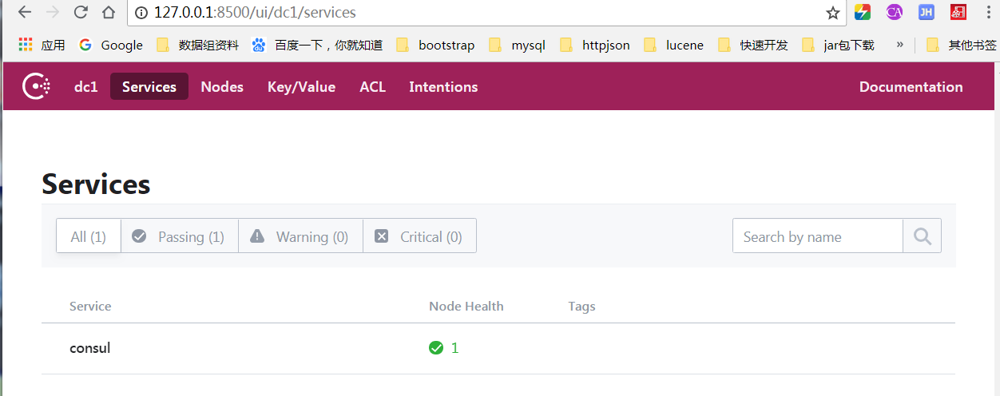 127.0.0.1:8500/ui/dc1/services
CA JH
应用 Google 数据组资料 百度一下，你就知道 bootstrap mysql httpjson lucene 快速开发 jar包下载 » 其他书签
dc1 Services Nodes Key/Value ACL Intentions Documentation
Services
All (1) Passing (1) Warning (0) Critical (0) Search by name
Service Node Health Tags
consul 1